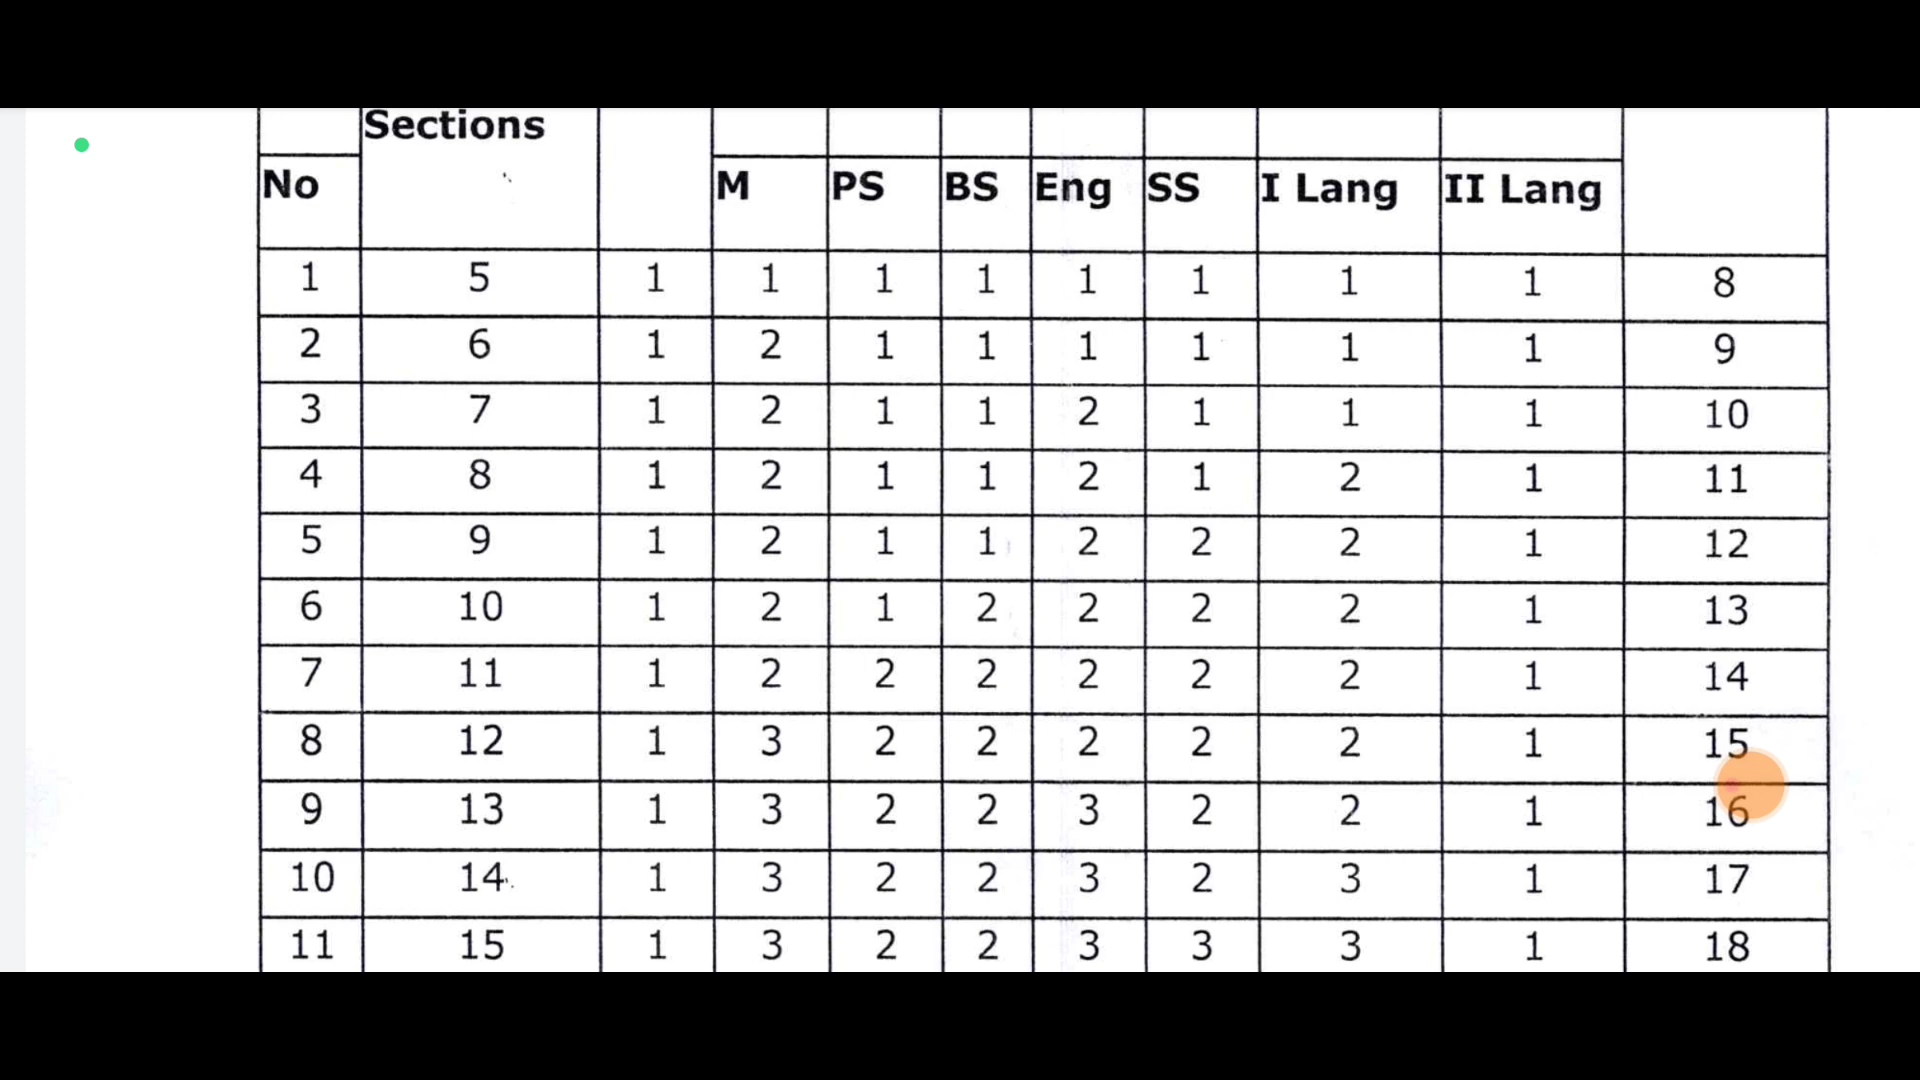 Sections
No M PS BS Eng SS I Lang II Lang
1 5 1 1 1 1 1 1 1 1 8
2 6 1 2 1 1 1 1 1 1 9
3 7 1 2 1 1 2 1 1 1 10
4 8 1 2 1 1 2 1 2 1 11
5 9 1 2 1 1 2 2 2 1 12
6 10 1 2 1 2 2 2 2 1 13
7 11 1 2 2 2 2 2 2 1 14
8 12 1 3 2 2 2 2 2 1 15
9 13 1 3 2 2 3 2 2 1 16
10 14 1 3 2 2 3 2 3 1 17
11 15 1 3 2 2 3 3 3 1 18